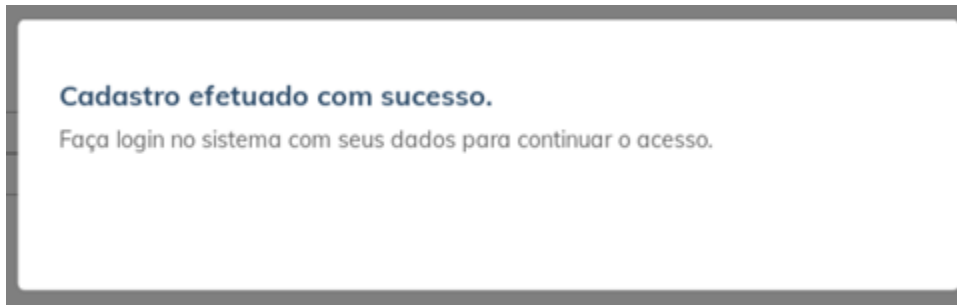 Cadastro efetuado com sucesso.
Faça login no sistema com seus dados para continuar o acesso.